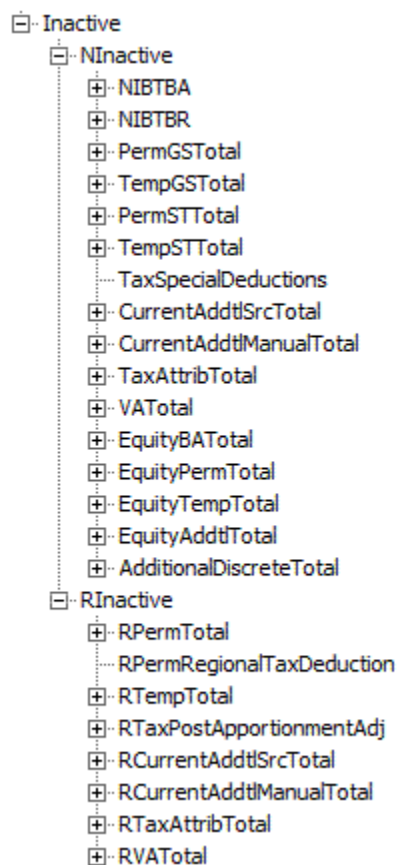 Inactive
NInactive
NIBTBA
NIBTBR
PermGSTotal
TempGSTotal
PermSTTotal
TempSTTotal
TaxSpecialDeductions
CurrentAddtlSrcTotal
CurrentAddtlManualTotal
TaxAttribTotal
VATotal
EquityBATotal
EquityPermTotal
EquityTempTotal
EquityAddtlTotal
AdditionalDiscreteTotal
RInactive
RPermTotal
RPermRegionalTaxDeduction
RTempTotal
RTaxPostApportionmentAdj
RCurrentAddtlSrcTotal
RCurrentAddtlManualTotal
RTaxAttribTotal
RVATotal